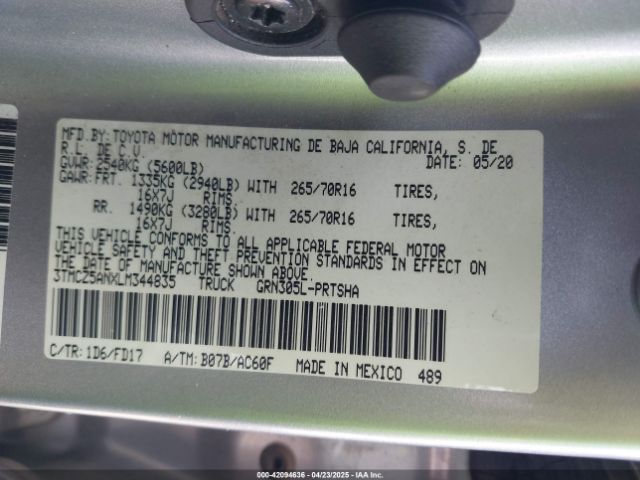 MFD.BY:TOYOTA MOTOR MANUFACTURING DE BAJA CALIFORNIA, S. DE
R.L. DE C.V. DATE: 05/20
GVWR:2540KG (5600LB)
GAWR:FRT. 1335KG (2940LB) WITH 265/70R16 TIRES,
16X7J RIMS.
RR. 1490KG (3280LB) WITH 265/70R16 TIRES,
16X7J RIMS.
THIS VEHICLE CONFORMS TO ALL APPLICABLE FEDERAL MOTOR
VEHICLE SAFETY AND THEFT PREVENTION STANDARDS IN EFFECT ON
THE DATE OF MANUFACTURE SHOWN ABOVE.
3TMCZ5ANXLM344835 TRUCK GRN305L-PRTSHA
C/TR:1D6/FD17 A/TM:B07B/AC60F MADE IN MEXICO 489
000-42094636 - 04/23/2025 - IAA Inc.